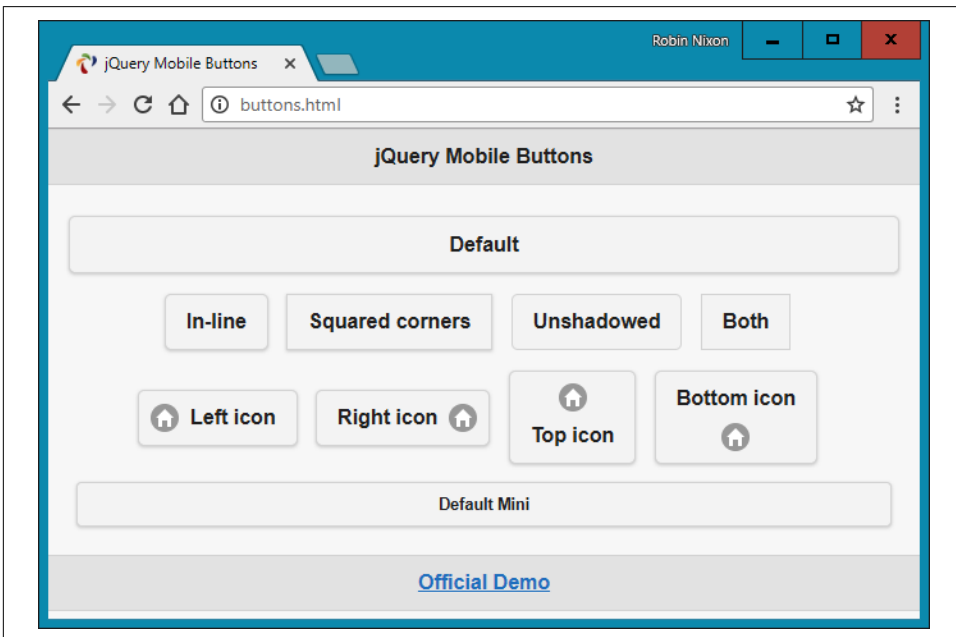 Robin Nixon
jQuery Mobile Buttons
buttons.html
jQuery Mobile Buttons
Default
In-line
Squared corners
Unshadowed
Both
Left icon
Right icon
Top icon
Bottom icon
Default Mini
Official Demo